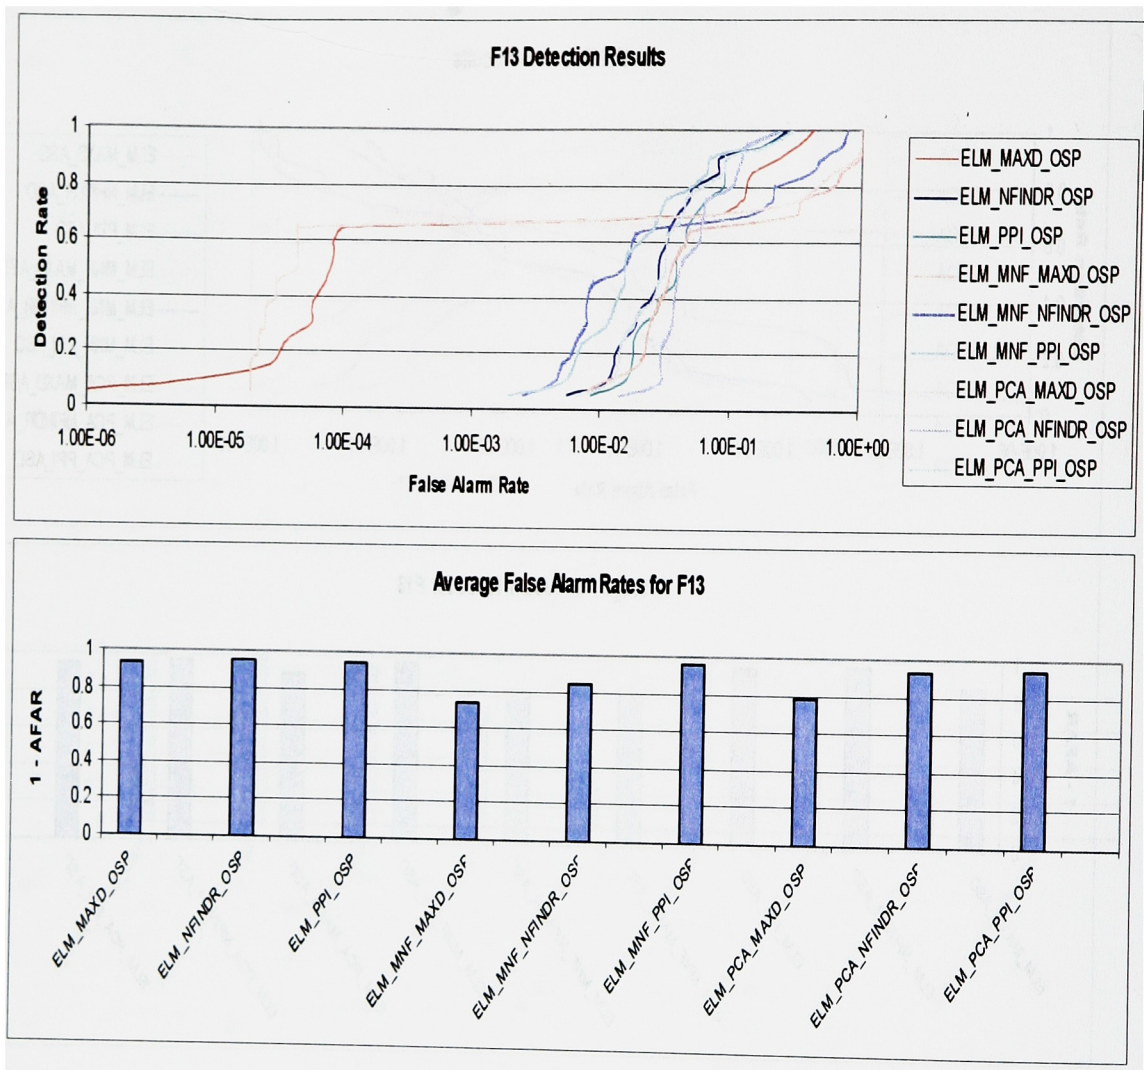 F13 Detection Results
1
0.8
0.6
0.4
0.2
0
Detection Rate
1.00E-06 1.00E-05 1.00E-04 1.00E-03 1.00E-02 1.00E-01 1.00E+00
False Alarm Rate
ELM_MAXD_OSP
ELM_NFINDR_OSP
ELM_PPI_OSP
ELM_MNF_MAXD_OSP
ELM_MNF_NFINDR_OSP
ELM_MNF_PPI_OSP
ELM_PCA_MAXD_OSP
ELM_PCA_NFINDR_OSP
ELM_PCA_PPI_OSP
Average False Alarm Rates for F13
1
0.8
0.6
0.4
0.2
0
1 - AFAR
ELM_MAXD_OSP
ELM_NFINDR_OSP
ELM_PPI_OSP
ELM_MNF_MAXD_OSP
ELM_MNF_NFINDR_OSP
ELM_MNF_PPI_OSP
ELM_PCA_MAXD_OSP
ELM_PCA_NFINDR_OSP
ELM_PCA_PPI_OSP